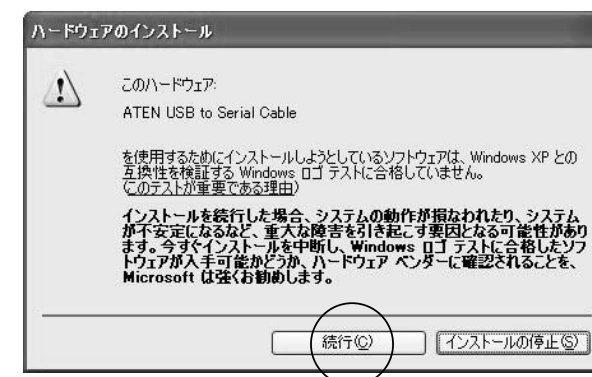 ハードウェアのインストール
このハードウェア:
ATEN USB to Serial Cable
を使用するためにインストールしようとしているソフトウェアは、Windows XP との
互換性を検証する Windows ロゴ テストに合格していません。
(このテストが重要である理由)
インストールを続行した場合、システムの動作が損なわれたり、システム
が不安定になるなど、重大な障害を引き起こす要因となる可能性があり
ます。今すぐインストールを中断し、Windows ロゴ テストに合格したソフ
トウェアが入手可能かどうか、ハードウェア ベンダーに確認されることを、
Microsoft は強くお勧めします。
続行(C)
インストールの停止(S)